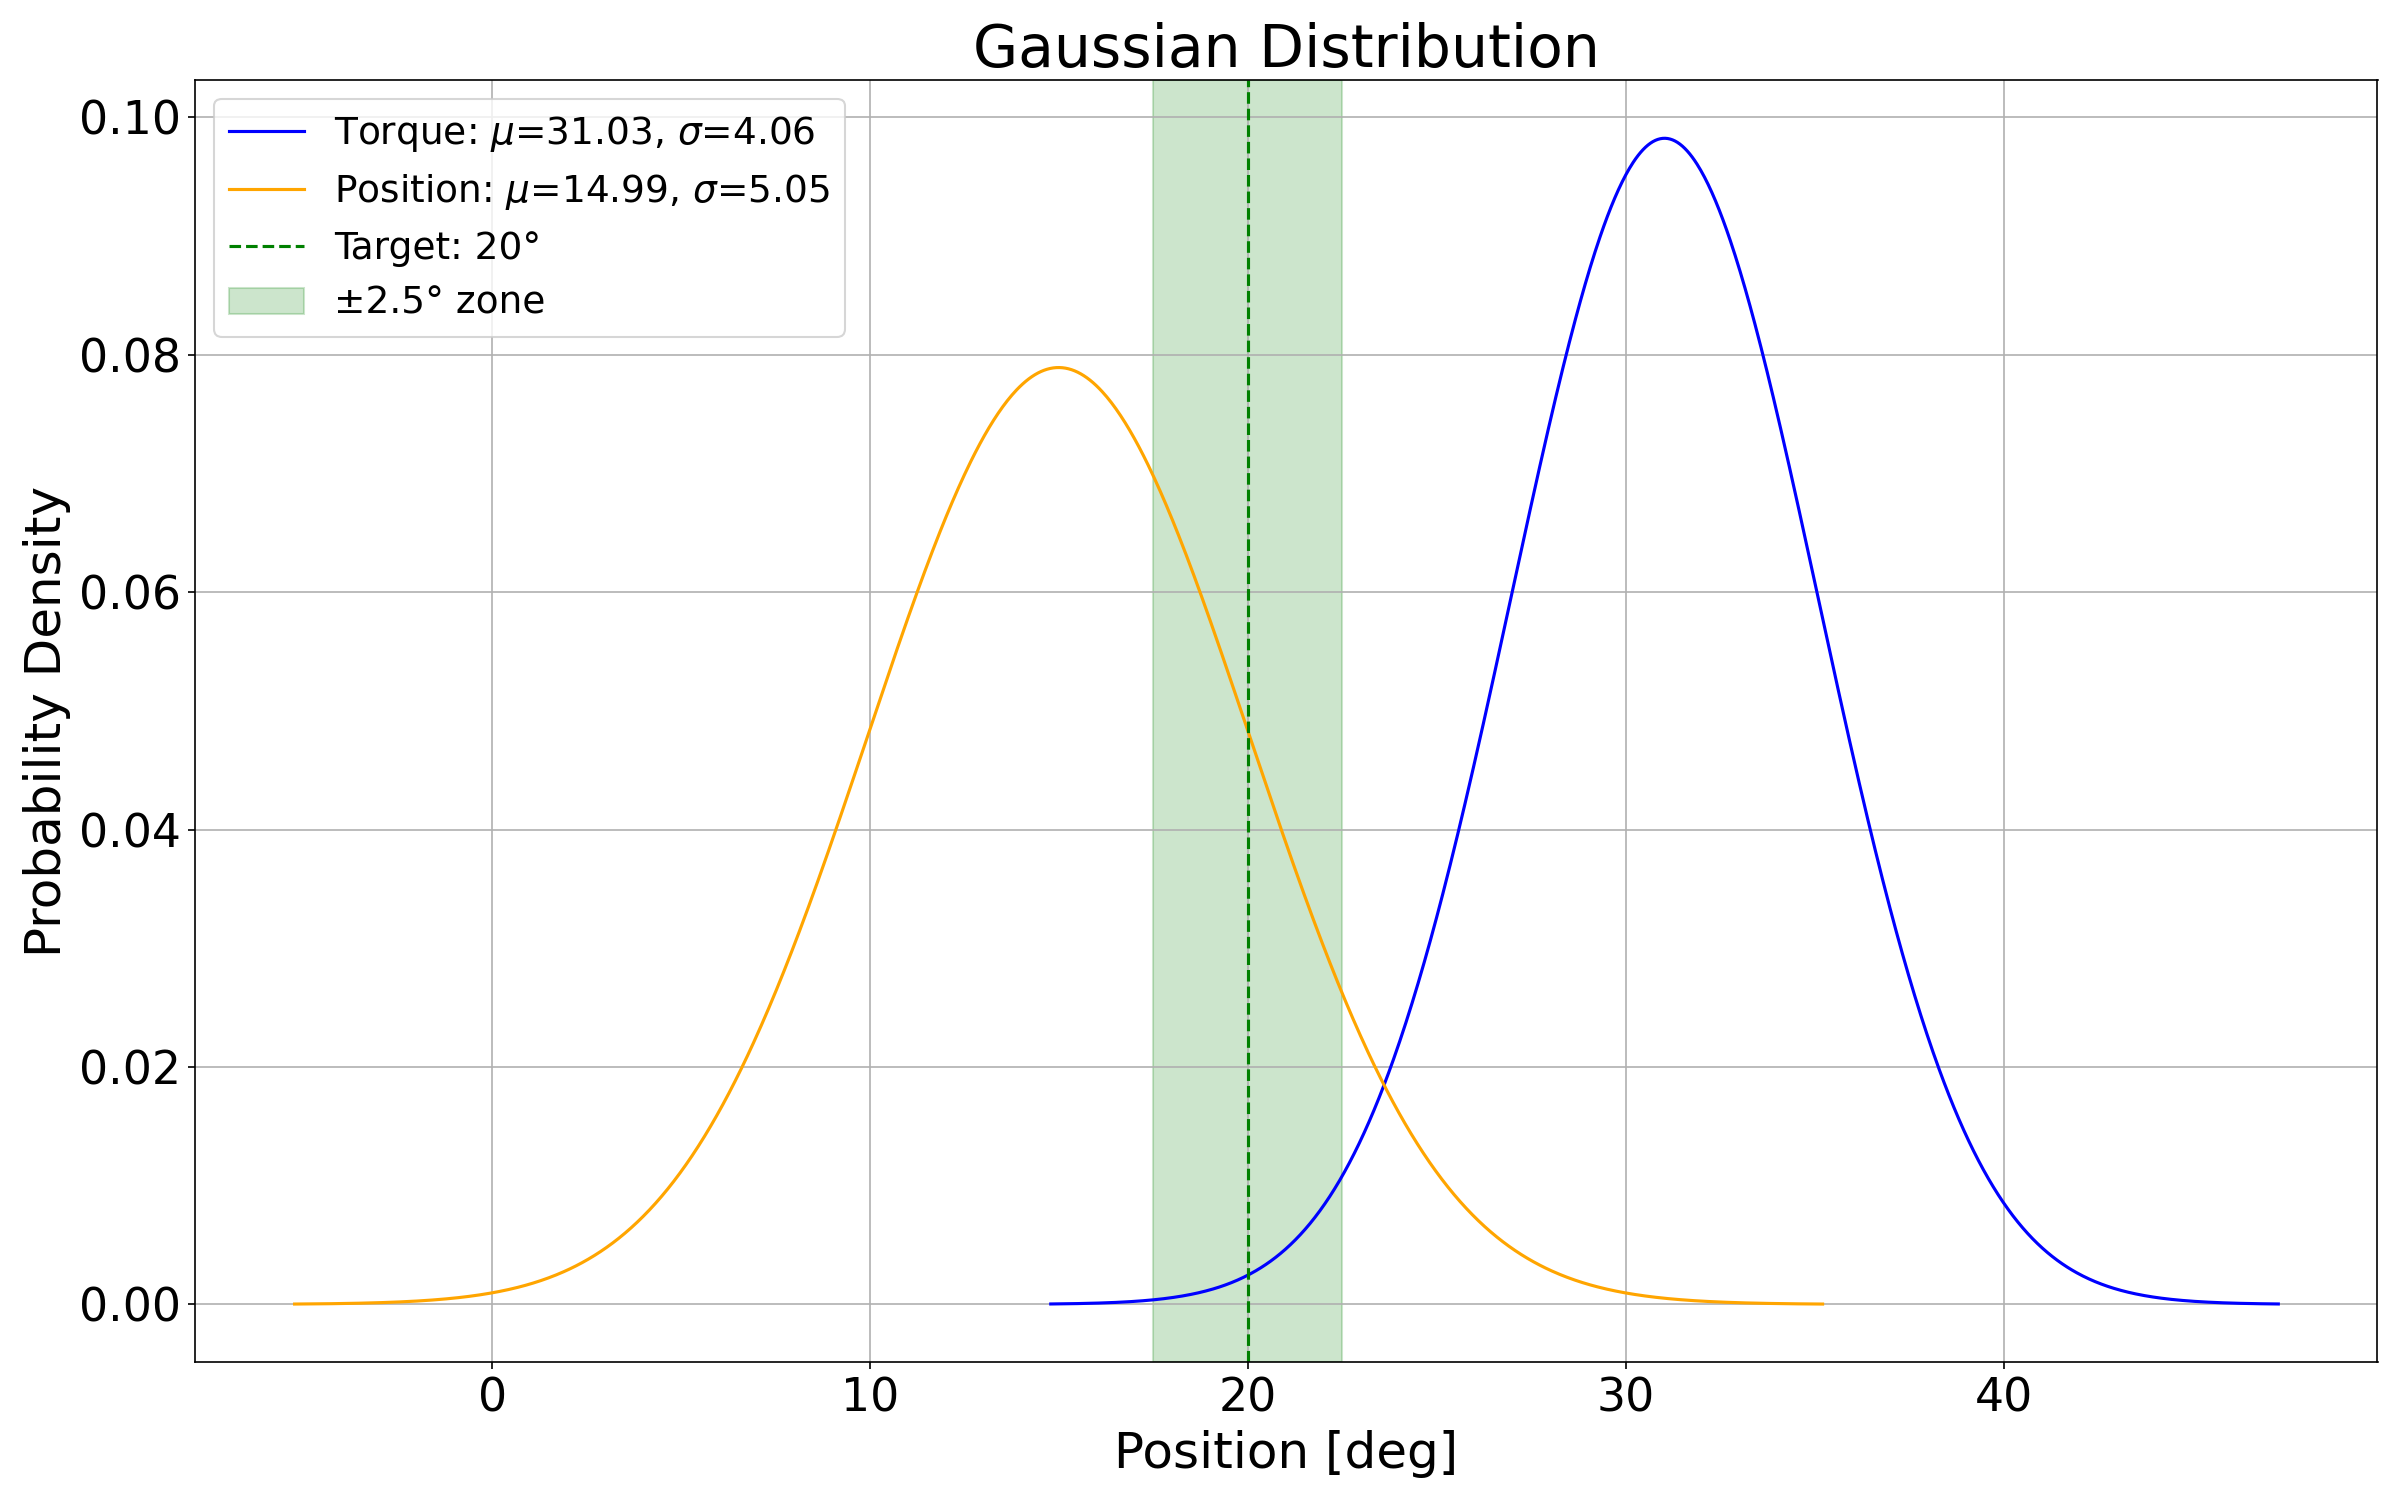 Gaussian Distribution
Torque: μ=31.03, σ=4.06
Position: μ=14.99, σ=5.05
Target: 20°
±2.5° zone
Probability Density
0.10
0.08
0.06
0.04
0.02
0.00
0 10 20 30 40
Position [deg]